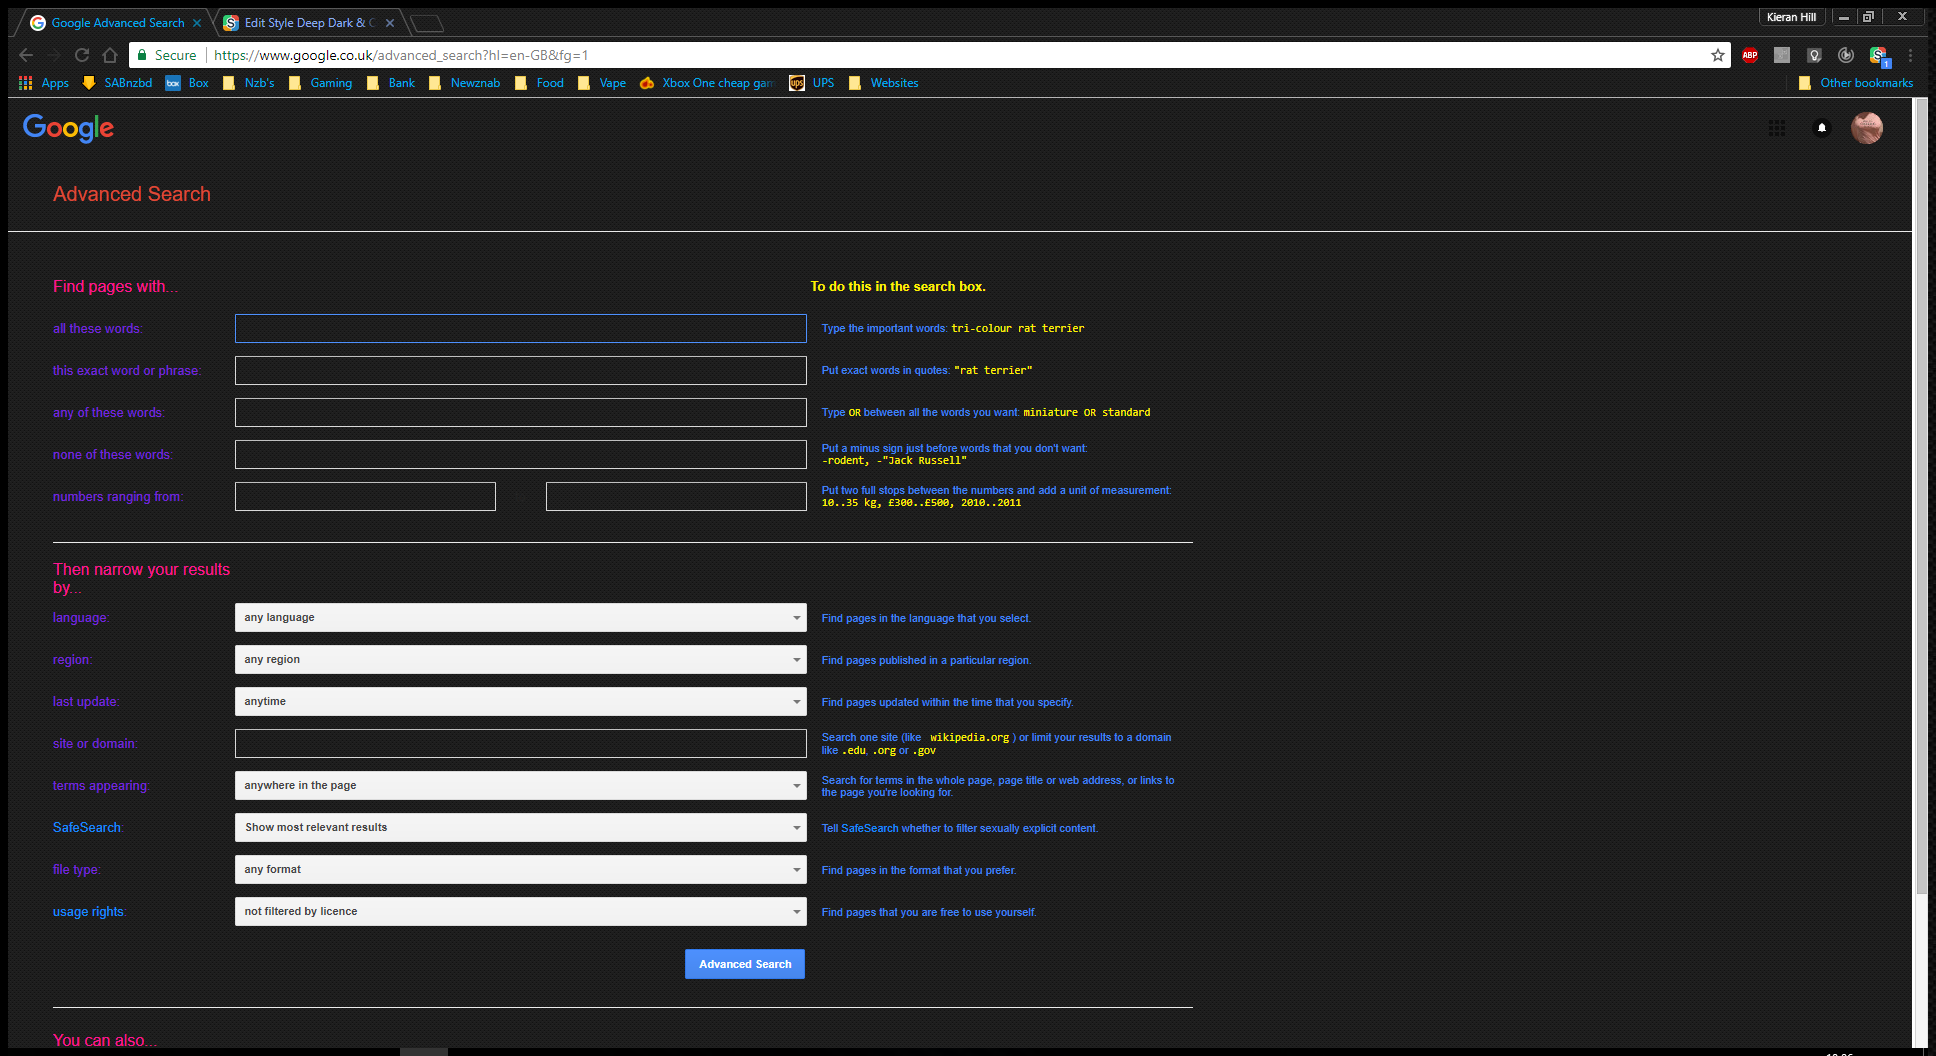 Google Advanced Search
Edit Style Deep Dark &
Kieran Hill
Secure
https://www.google.co.uk/advanced_search?hl=en-GB&fg=1
ABP
1
Apps
SABnzbd
box
Box
Nzb's
Gaming
Bank
Newznab
Food
Vape
Xbox One cheap gam
ups
UPS
Websites
Other bookmarks
Google
Advanced Search
Find pages with...
To do this in the search box.
all these words:
Type the important words: tri-colour rat terrier
this exact word or phrase:
Put exact words in quotes: "rat terrier"
any of these words:
Type OR between all the words you want: miniature OR standard
none of these words:
Put a minus sign just before words that you don't want:
-rodent, -"Jack Russell"
numbers ranging from:
Put two full stops between the numbers and add a unit of measurement:
10..35 kg, £300..£500, 2010..2011
Then narrow your results
by...
language:
any language
Find pages in the language that you select.
region:
any region
Find pages published in a particular region.
last update:
anytime
Find pages updated within the time that you specify.
site or domain:
Search one site (like wikipedia.org ) or limit your results to a domain
like .edu, .org or .gov
terms appearing:
anywhere in the page
Search for terms in the whole page, page title or web address, or links to
the page you're looking for.
SafeSearch:
Show most relevant results
Tell SafeSearch whether to filter sexually explicit content.
file type:
any format
Find pages in the format that you prefer.
usage rights:
not filtered by licence
Find pages that you are free to use yourself.
Advanced Search
You can also...